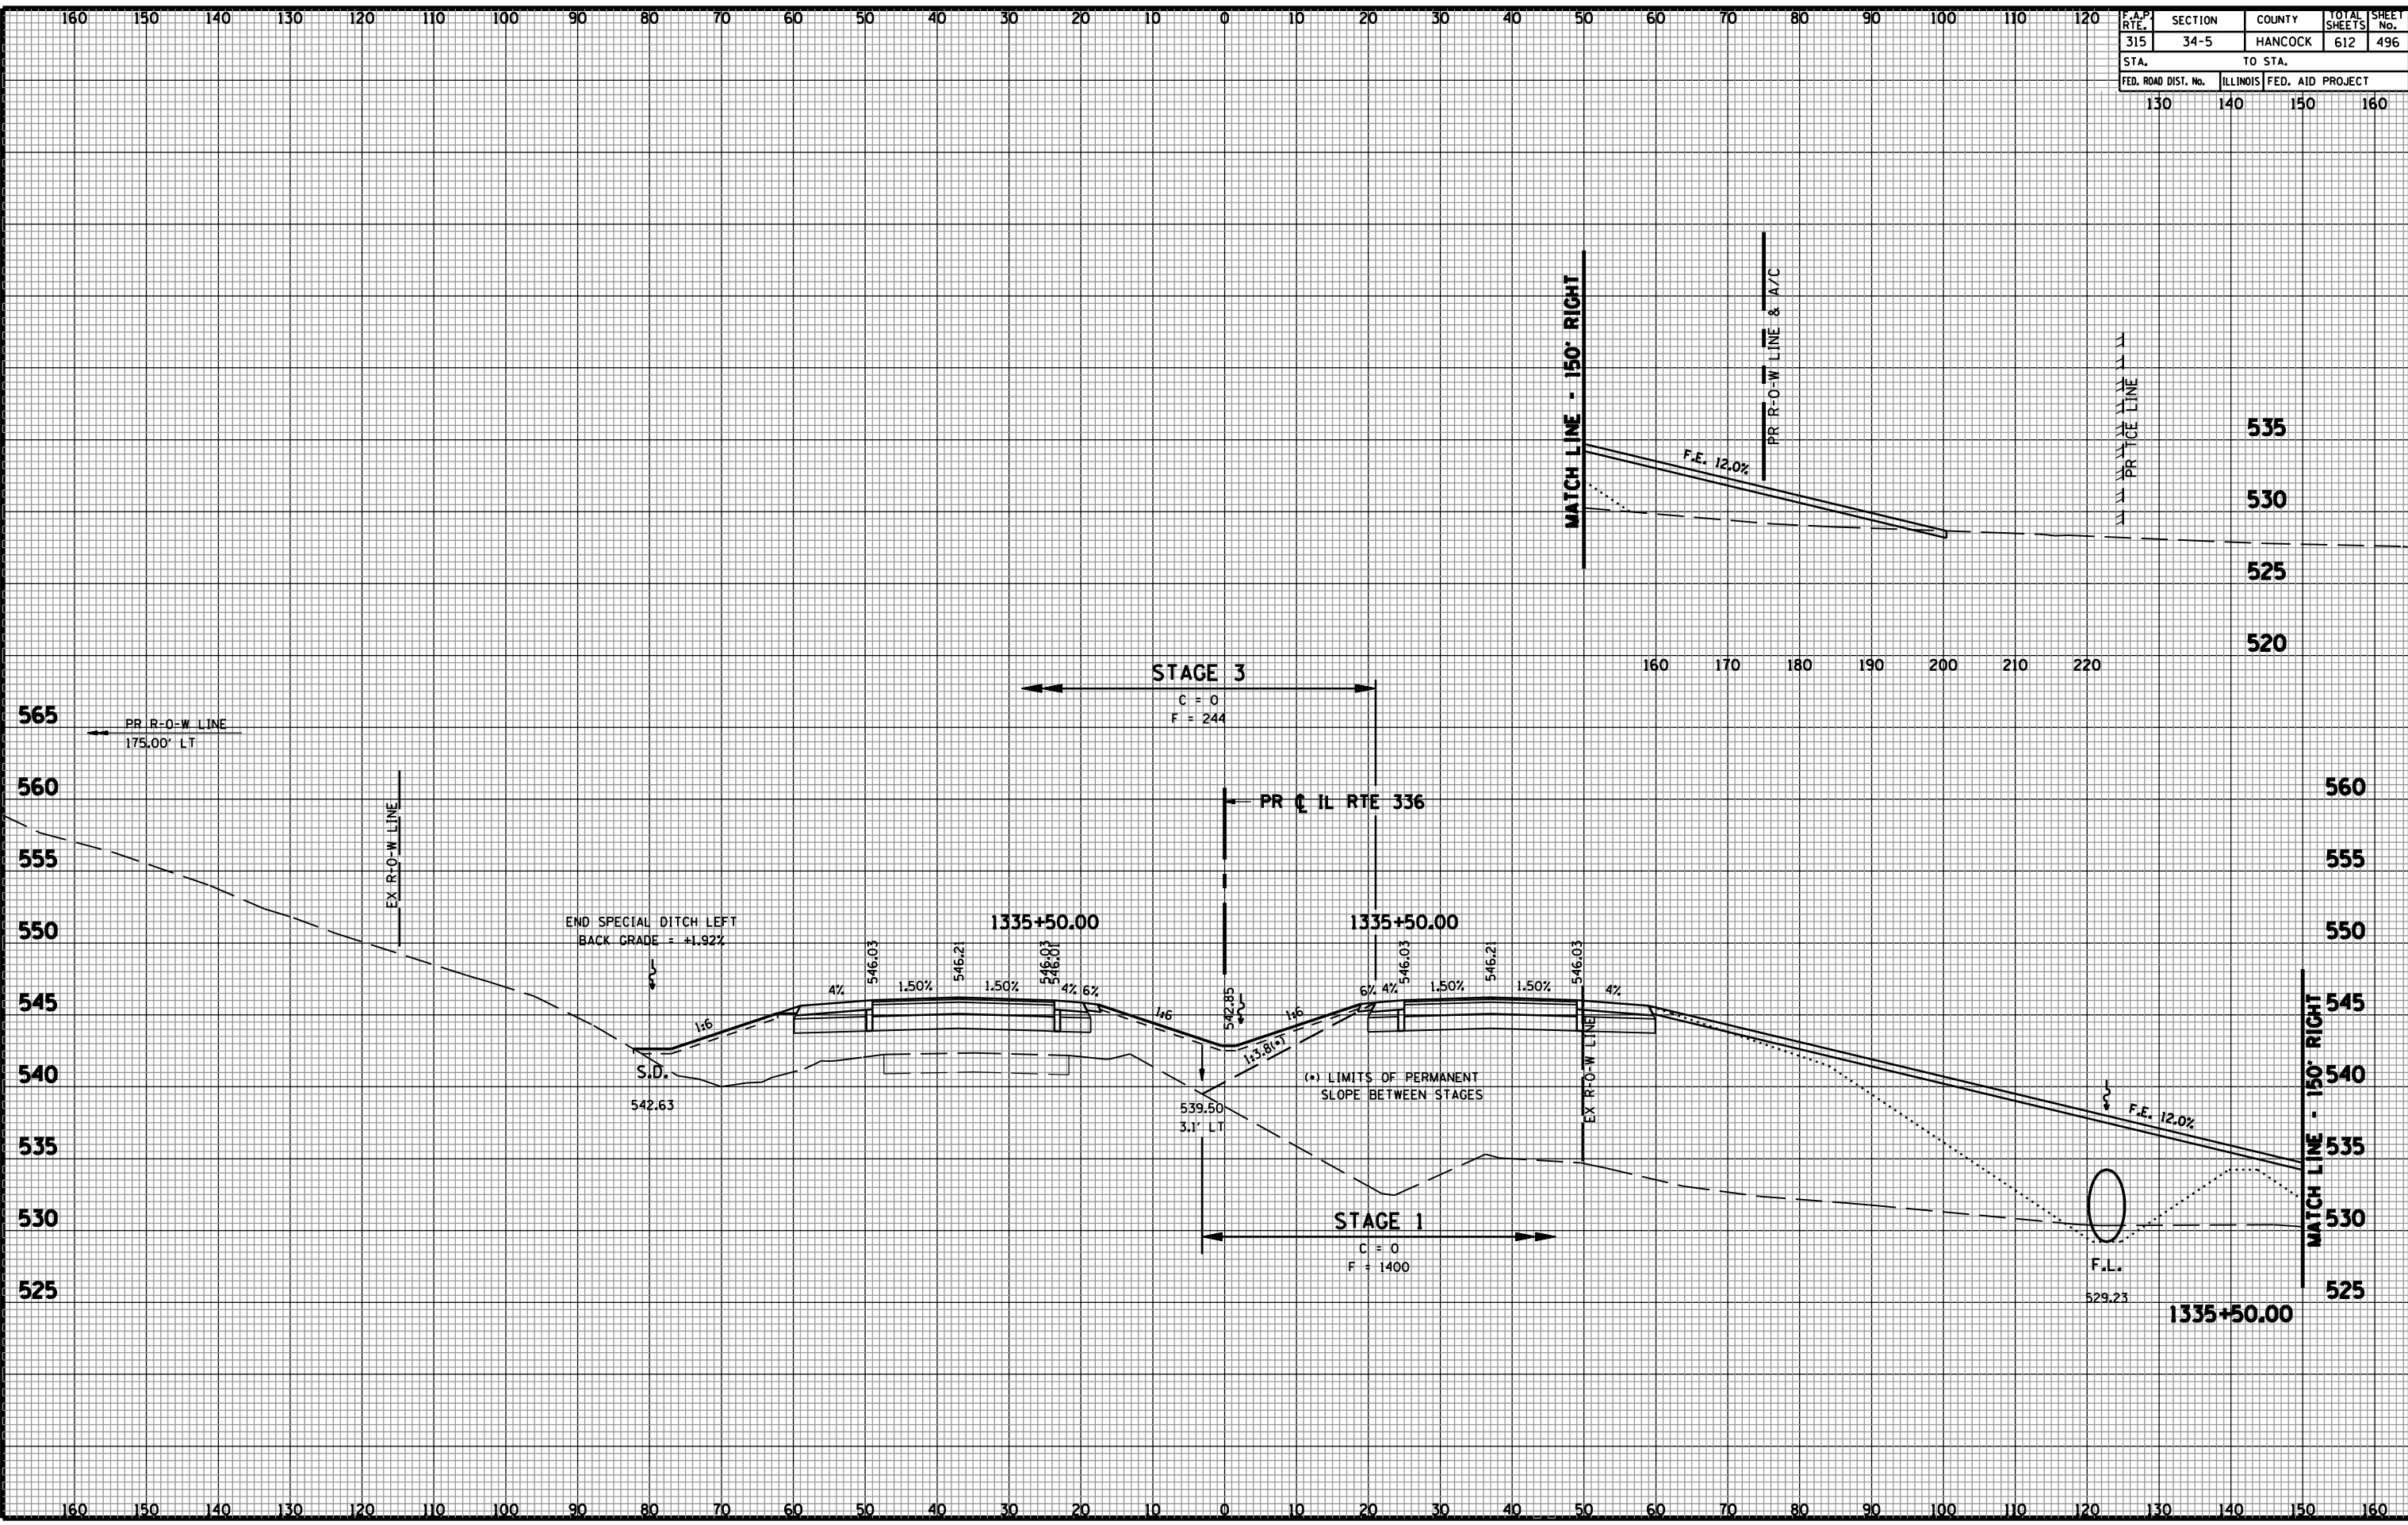 160 150 140 130 120 110 100 90 80 70 60 50 40 30 20 10 0 10 20 30 40 50 60 70 80 90 100 110 120
F.A.P. RTE. SECTION COUNTY TOTAL SHEETS SHEET No.
315 34-5 HANCOCK 612 496
STA. TO STA.
FED. ROAD DIST. No. ILLINOIS FED. AID PROJECT
130 140 150 160
MATCH LINE - 150' RIGHT
PR R-O-W LINE & A/C
PR TCE LINE
F.E. 12.0%
535
530
525
520
160 170 180 190 200 210 220
STAGE 3
C = 0
F = 244
PR R-O-W LINE
175.00' LT
565
560
555
550
545
540
535
530
525
EX R-O-W LINE
PR ℄ IL RTE 336
END SPECIAL DITCH LEFT
BACK GRADE = +1.92%
1335+50.00
1335+50.00
546.03
546.21
546.03
546.01
542.85
546.03
546.21
546.03
4% 1.50% 1.50% 4% 6%
6% 4% 1.50% 1.50% 4%
1:6
1:6
1:6
1:3.8(•)
S.D.
542.63
539.50
3.1' LT
(•) LIMITS OF PERMANENT
SLOPE BETWEEN STAGES
EX R-O-W LINE
F.E. 12.0%
STAGE 1
C = 0
F = 1400
F.L.
529.23
MATCH LINE - 150' RIGHT
560
555
550
545
540
535
530
525
1335+50.00
160 150 140 130 120 110 100 90 80 70 60 50 40 30 20 10 0 10 20 30 40 50 60 70 80 90 100 110 120 130 140 150 160